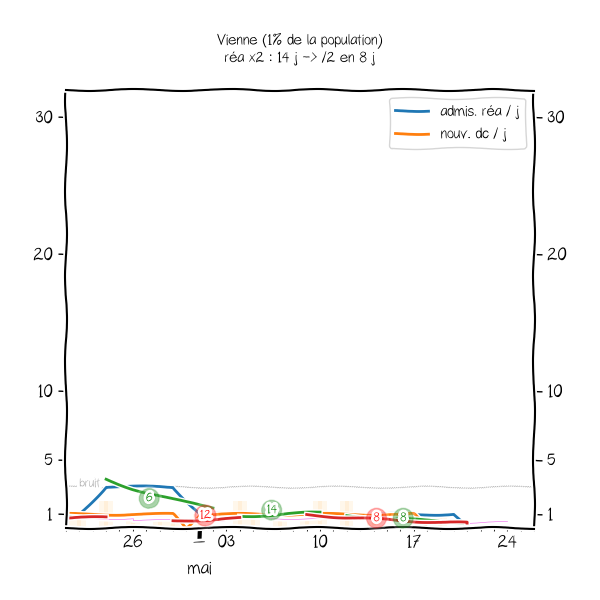 Vienne (1% de la population)
réa x2 : 14 j -> /2 en 8 j
admis. réa / j
nouv. dc / j
30 30
20 20
10 10
5 5
bruit
6
14
12 8 8
1 1
26 1 03 10 17 24
mai